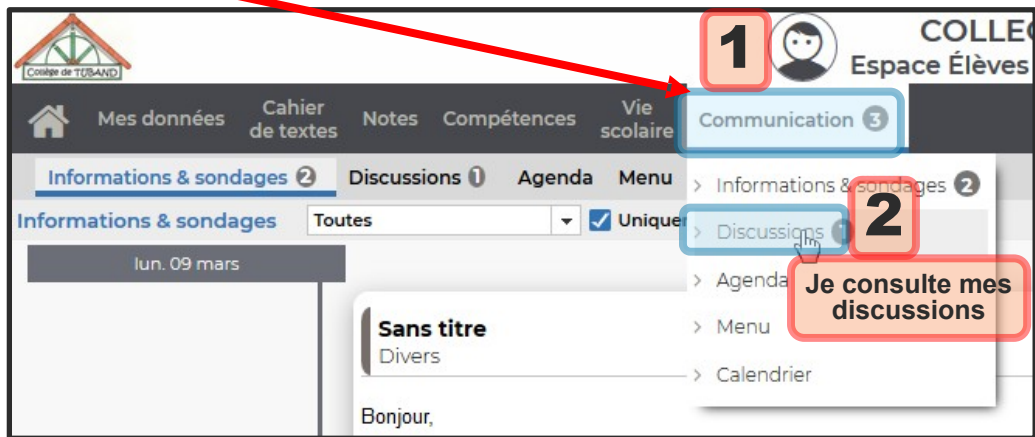 Collège de TUBAND
1
COLLE
Espace Élèves
Mes données
Cahier
de textes
Notes
Compétences
Vie
scolaire
Communication 3
Informations & sondages 2
Discussions 1
Agenda
Menu
> Informations & sondages 2
Informations & sondages
Toutes
Unique
> Discussions
2
lun. 09 mars
> Agenda
Je consulte mes
discussions
Sans titre
Divers
> Menu
> Calendrier
Bonjour,